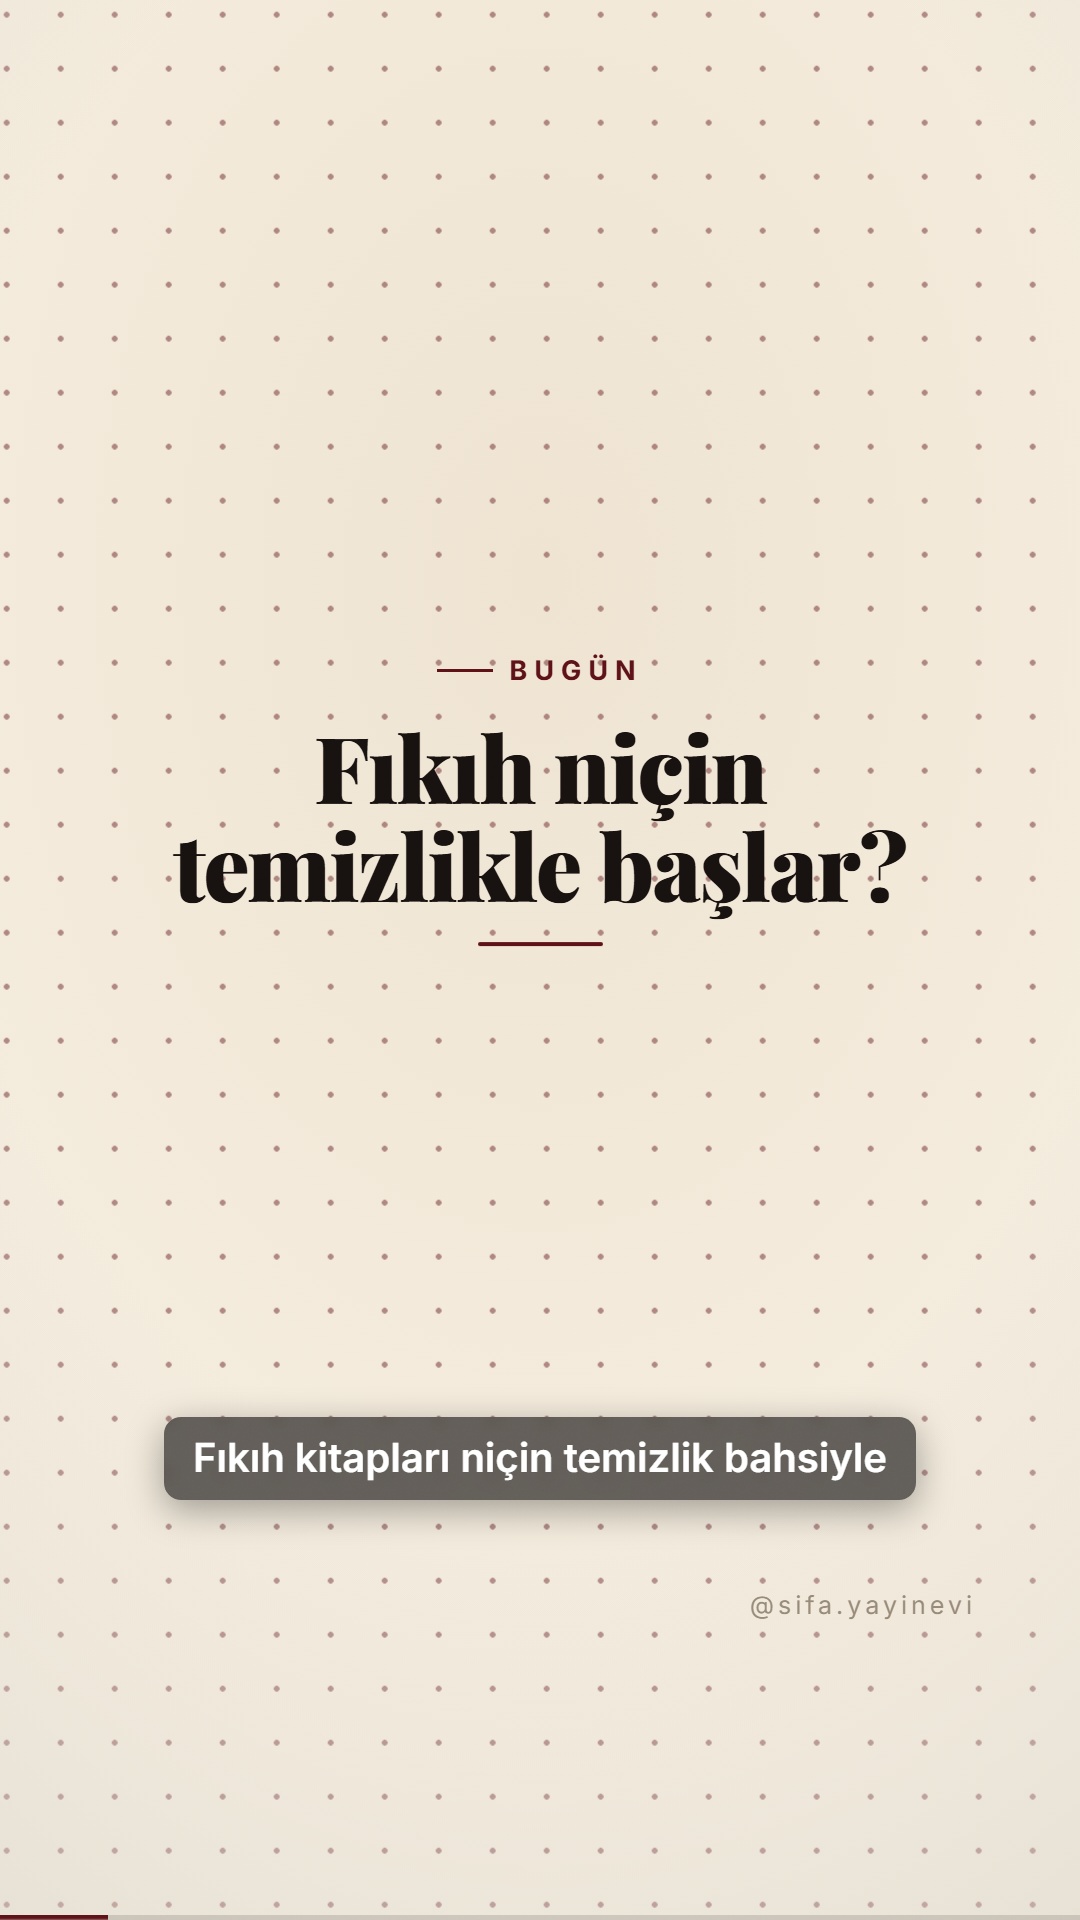 BUGÜN
Fıkıh niçin
temizlikle başlar?
Fıkıh kitapları niçin temizlik bahsiyle
@sifa.yayinevi